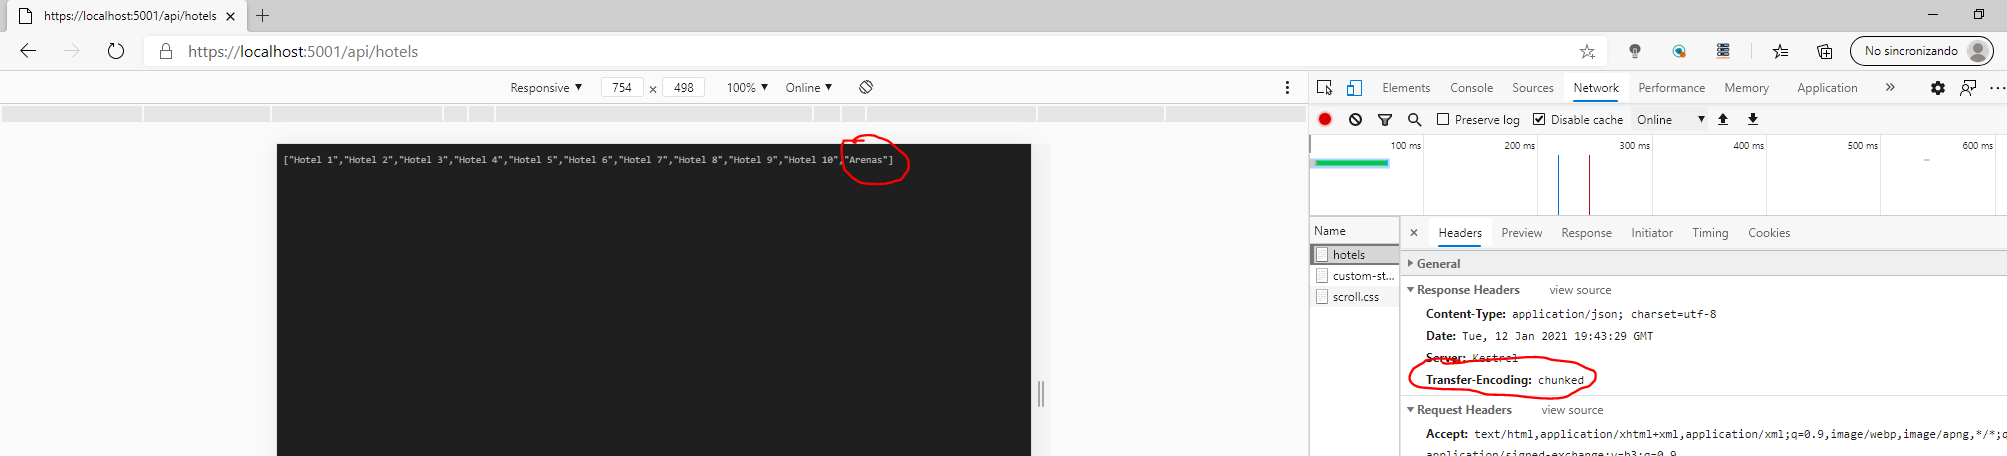 https://localhost:5001/api/hotels
https://localhost:5001/api/hotels
No sincronizando
Responsive 754 × 498 100% Online
Elements Console Sources Network Performance Memory Application
Preserve log Disable cache Online
100 ms 200 ms 300 ms 400 ms 500 ms 600 ms
["Hotel 1","Hotel 2","Hotel 3","Hotel 4","Hotel 5","Hotel 6","Hotel 7","Hotel 8","Hotel 9","Hotel 10","Arenas"]
Name
hotels
custom-st...
scroll.css
Headers Preview Response Initiator Timing Cookies
General
Response Headers view source
Content-Type: application/json; charset=utf-8
Date: Tue, 12 Jan 2021 19:43:29 GMT
Server: Kestrel
Transfer-Encoding: chunked
Request Headers view source
Accept: text/html,application/xhtml+xml,application/xml;q=0.9,image/webp,image/apng,*/*;
application/signed-exchange;v=b3;q=0.9